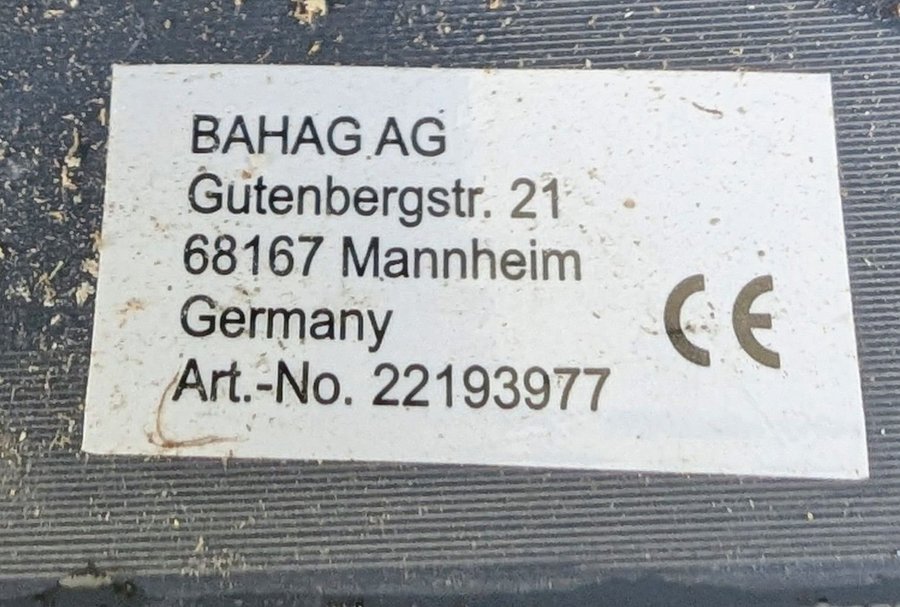 BAHAG AG
Gutenbergstr. 21
68167 Mannheim
Germany
Art.-No. 22193977
CE